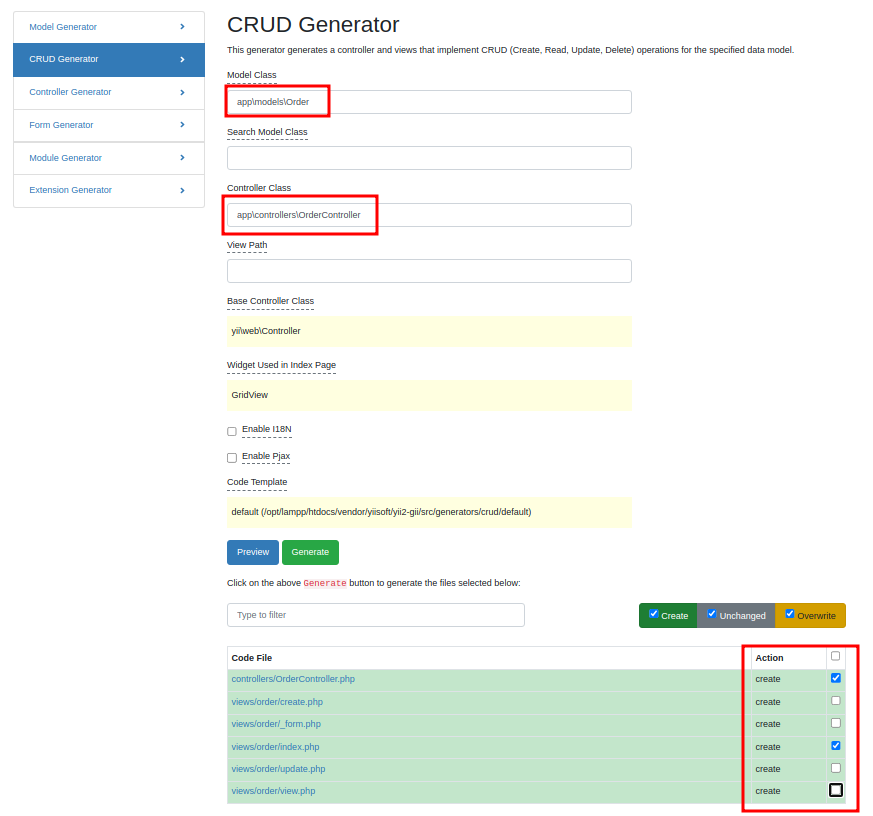 Model Generator
CRUD Generator
Controller Generator
Form Generator
Module Generator
Extension Generator
CRUD Generator
This generator generates a controller and views that implement CRUD (Create, Read, Update, Delete) operations for the specified data model.
Model Class
app\models\Order
Search Model Class
Controller Class
app\controllers\OrderController
View Path
Base Controller Class
yii\web\Controller
Widget Used in Index Page
GridView
Enable I18N
Enable Pjax
Code Template
default (/opt/lampp/htdocs/vendor/yiisoft/yii2-gii/src/generators/crud/default)
Preview Generate
Click on the above Generate button to generate the files selected below:
Type to filter Create Unchanged Overwrite
Code File Action
controllers/OrderController.php create
views/order/create.php create
views/order/_form.php create
views/order/index.php create
views/order/update.php create
views/order/view.php create